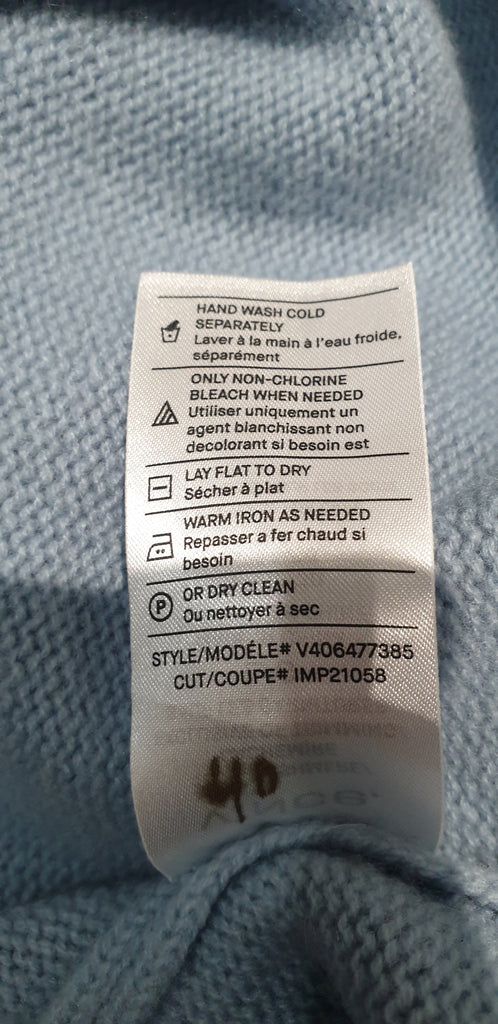 HAND WASH COLD
SEPARATELY
Laver à la main à l'eau froide,
séparément
ONLY NON-CHLORINE
BLEACH WHEN NEEDED
Utiliser uniquement un
agent blanchissant non
decolorant si besoin est
LAY FLAT TO DRY
Sécher à plat
WARM IRON AS NEEDED
Repasser a fer chaud si
besoin
P
OR DRY CLEAN
Ou nettoyer à sec
STYLE/MODÉLE# V406477385
CUT/COUPE# IMP21058
40